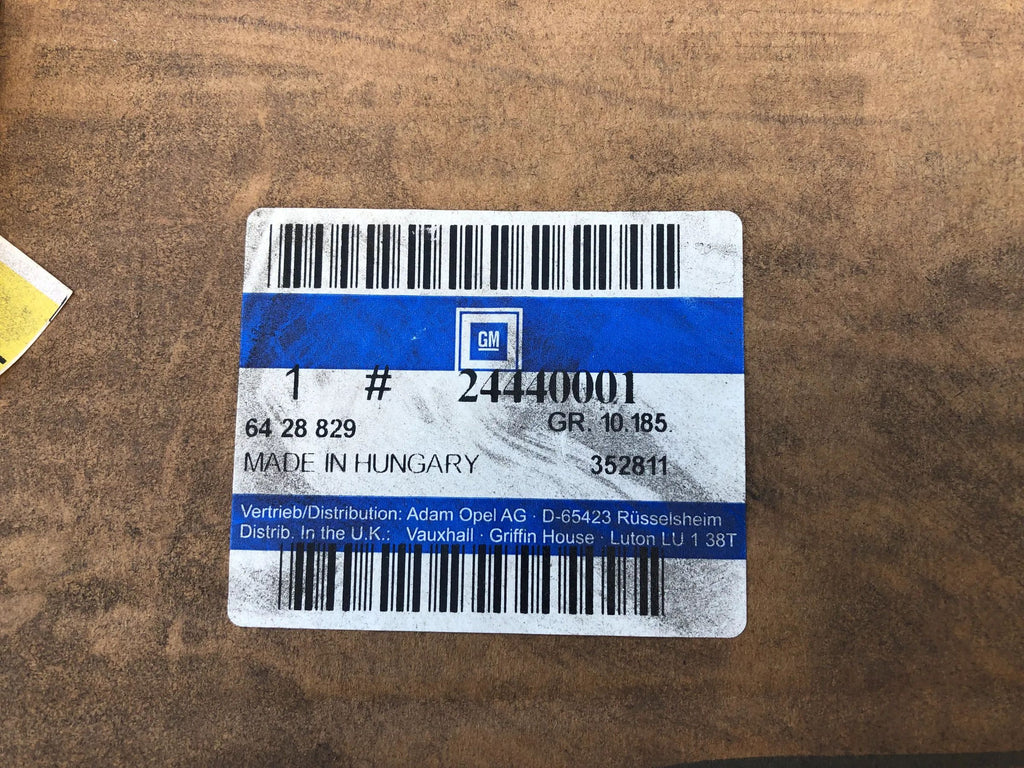 GM
1 # 24440001
64 28 829 GR. 10.185
MADE IN HUNGARY 352811
Vertrieb/Distribution: Adam Opel AG · D-65423 Rüsselsheim
Distrib. In the U.K.: Vauxhall · Griffin House · Luton LU 1 38T